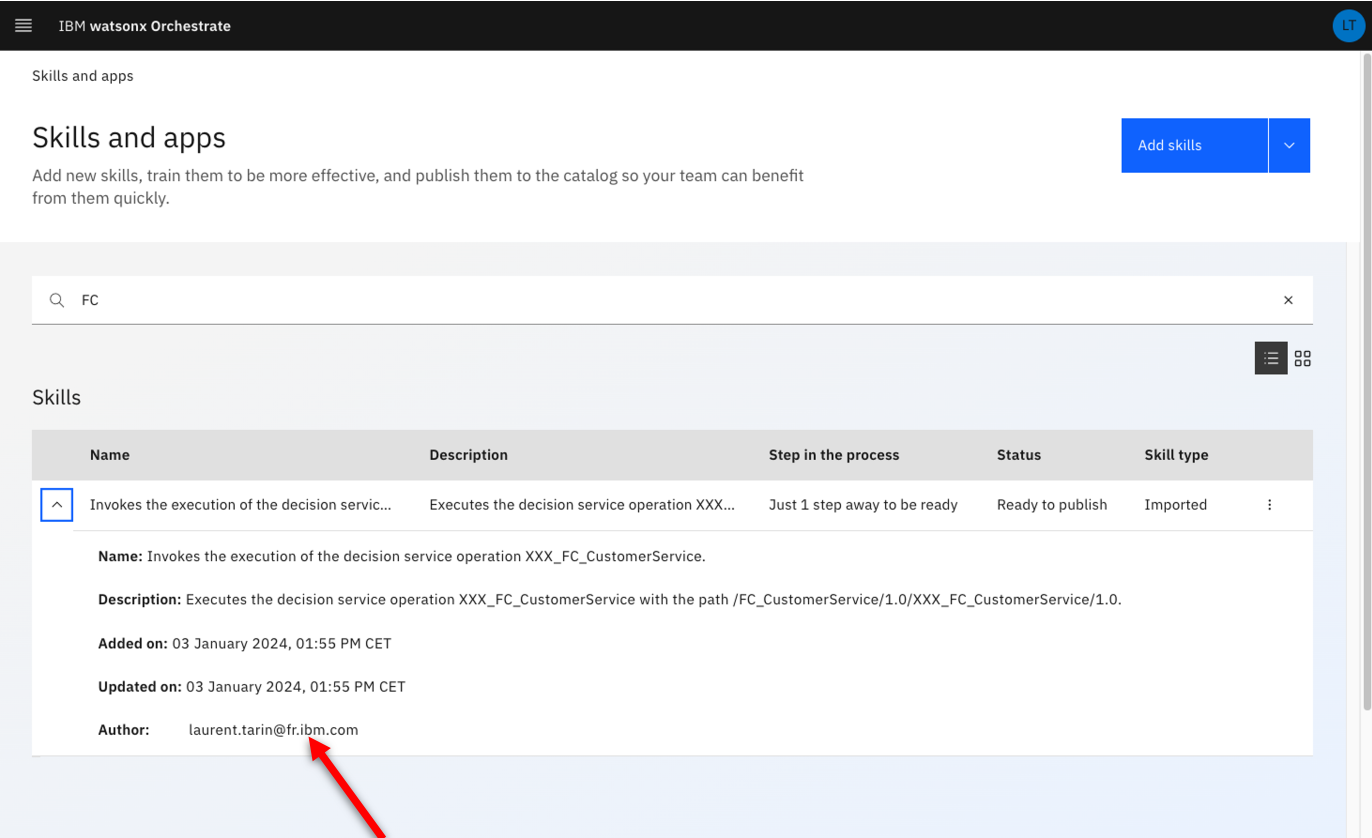 IBM watsonx Orchestrate
LT
Skills and apps
Skills and apps
Add skills
Add new skills, train them to be more effective, and publish them to the catalog so your team can benefit
from them quickly.
FC
Skills
Name Description Step in the process Status Skill type
Invokes the execution of the decision servic... Executes the decision service operation XXX... Just 1 step away to be ready Ready to publish Imported
Name: Invokes the execution of the decision service operation XXX_FC_CustomerService.
Description: Executes the decision service operation XXX_FC_CustomerService with the path /FC_CustomerService/1.0/XXX_FC_CustomerService/1.0.
Added on: 03 January 2024, 01:55 PM CET
Updated on: 03 January 2024, 01:55 PM CET
Author: laurent.tarin@fr.ibm.com